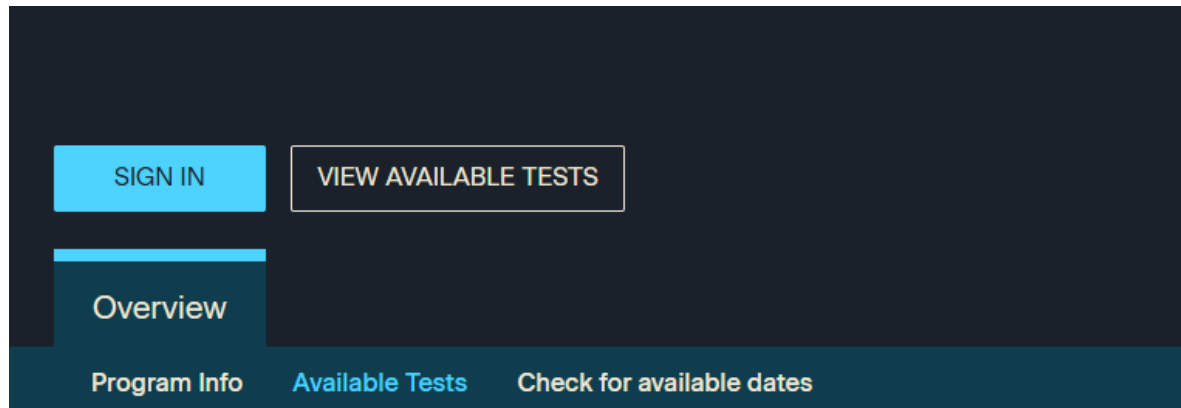 SIGN IN VIEW AVAILABLE TESTS
Overview
Program Info Available Tests Check for available dates